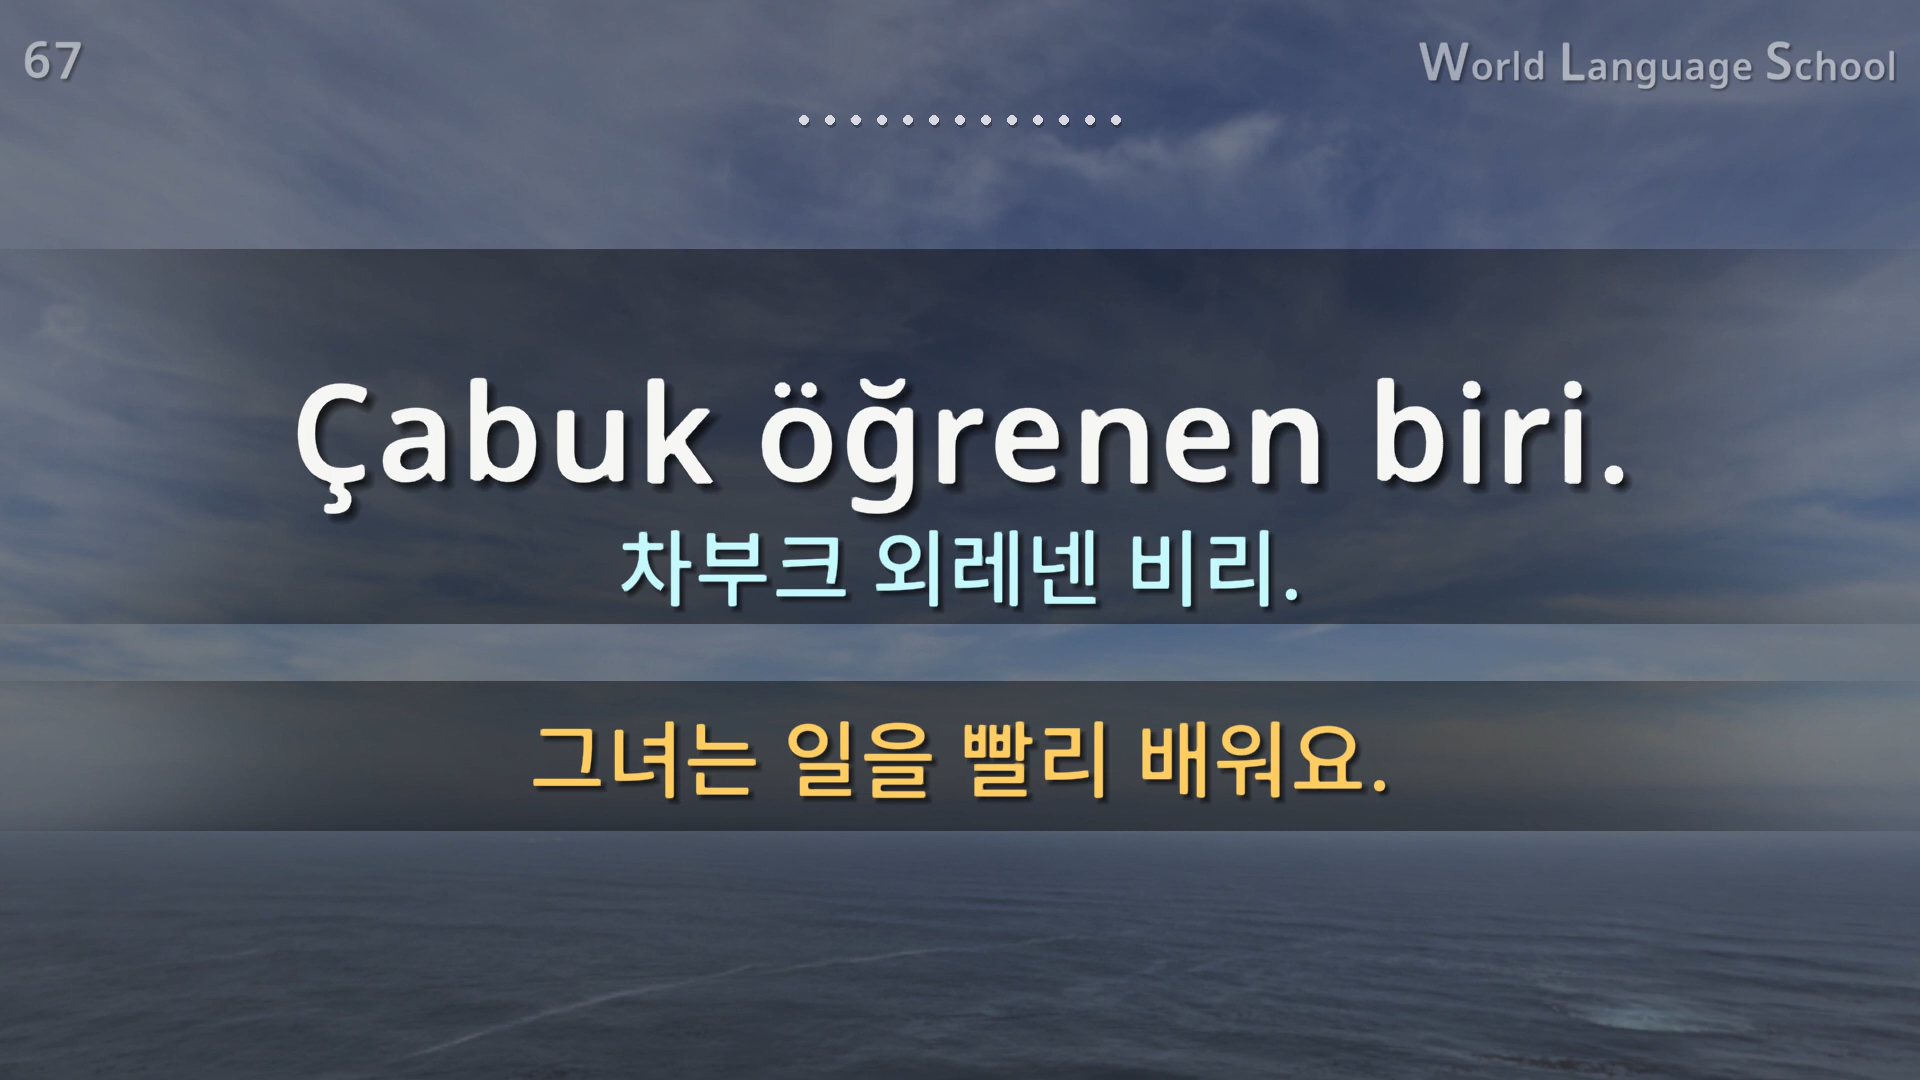 67
World Language School
Çabuk öğrenen biri.
차부크 외레넨 비리.
그녀는 일을 빨리 배워요.